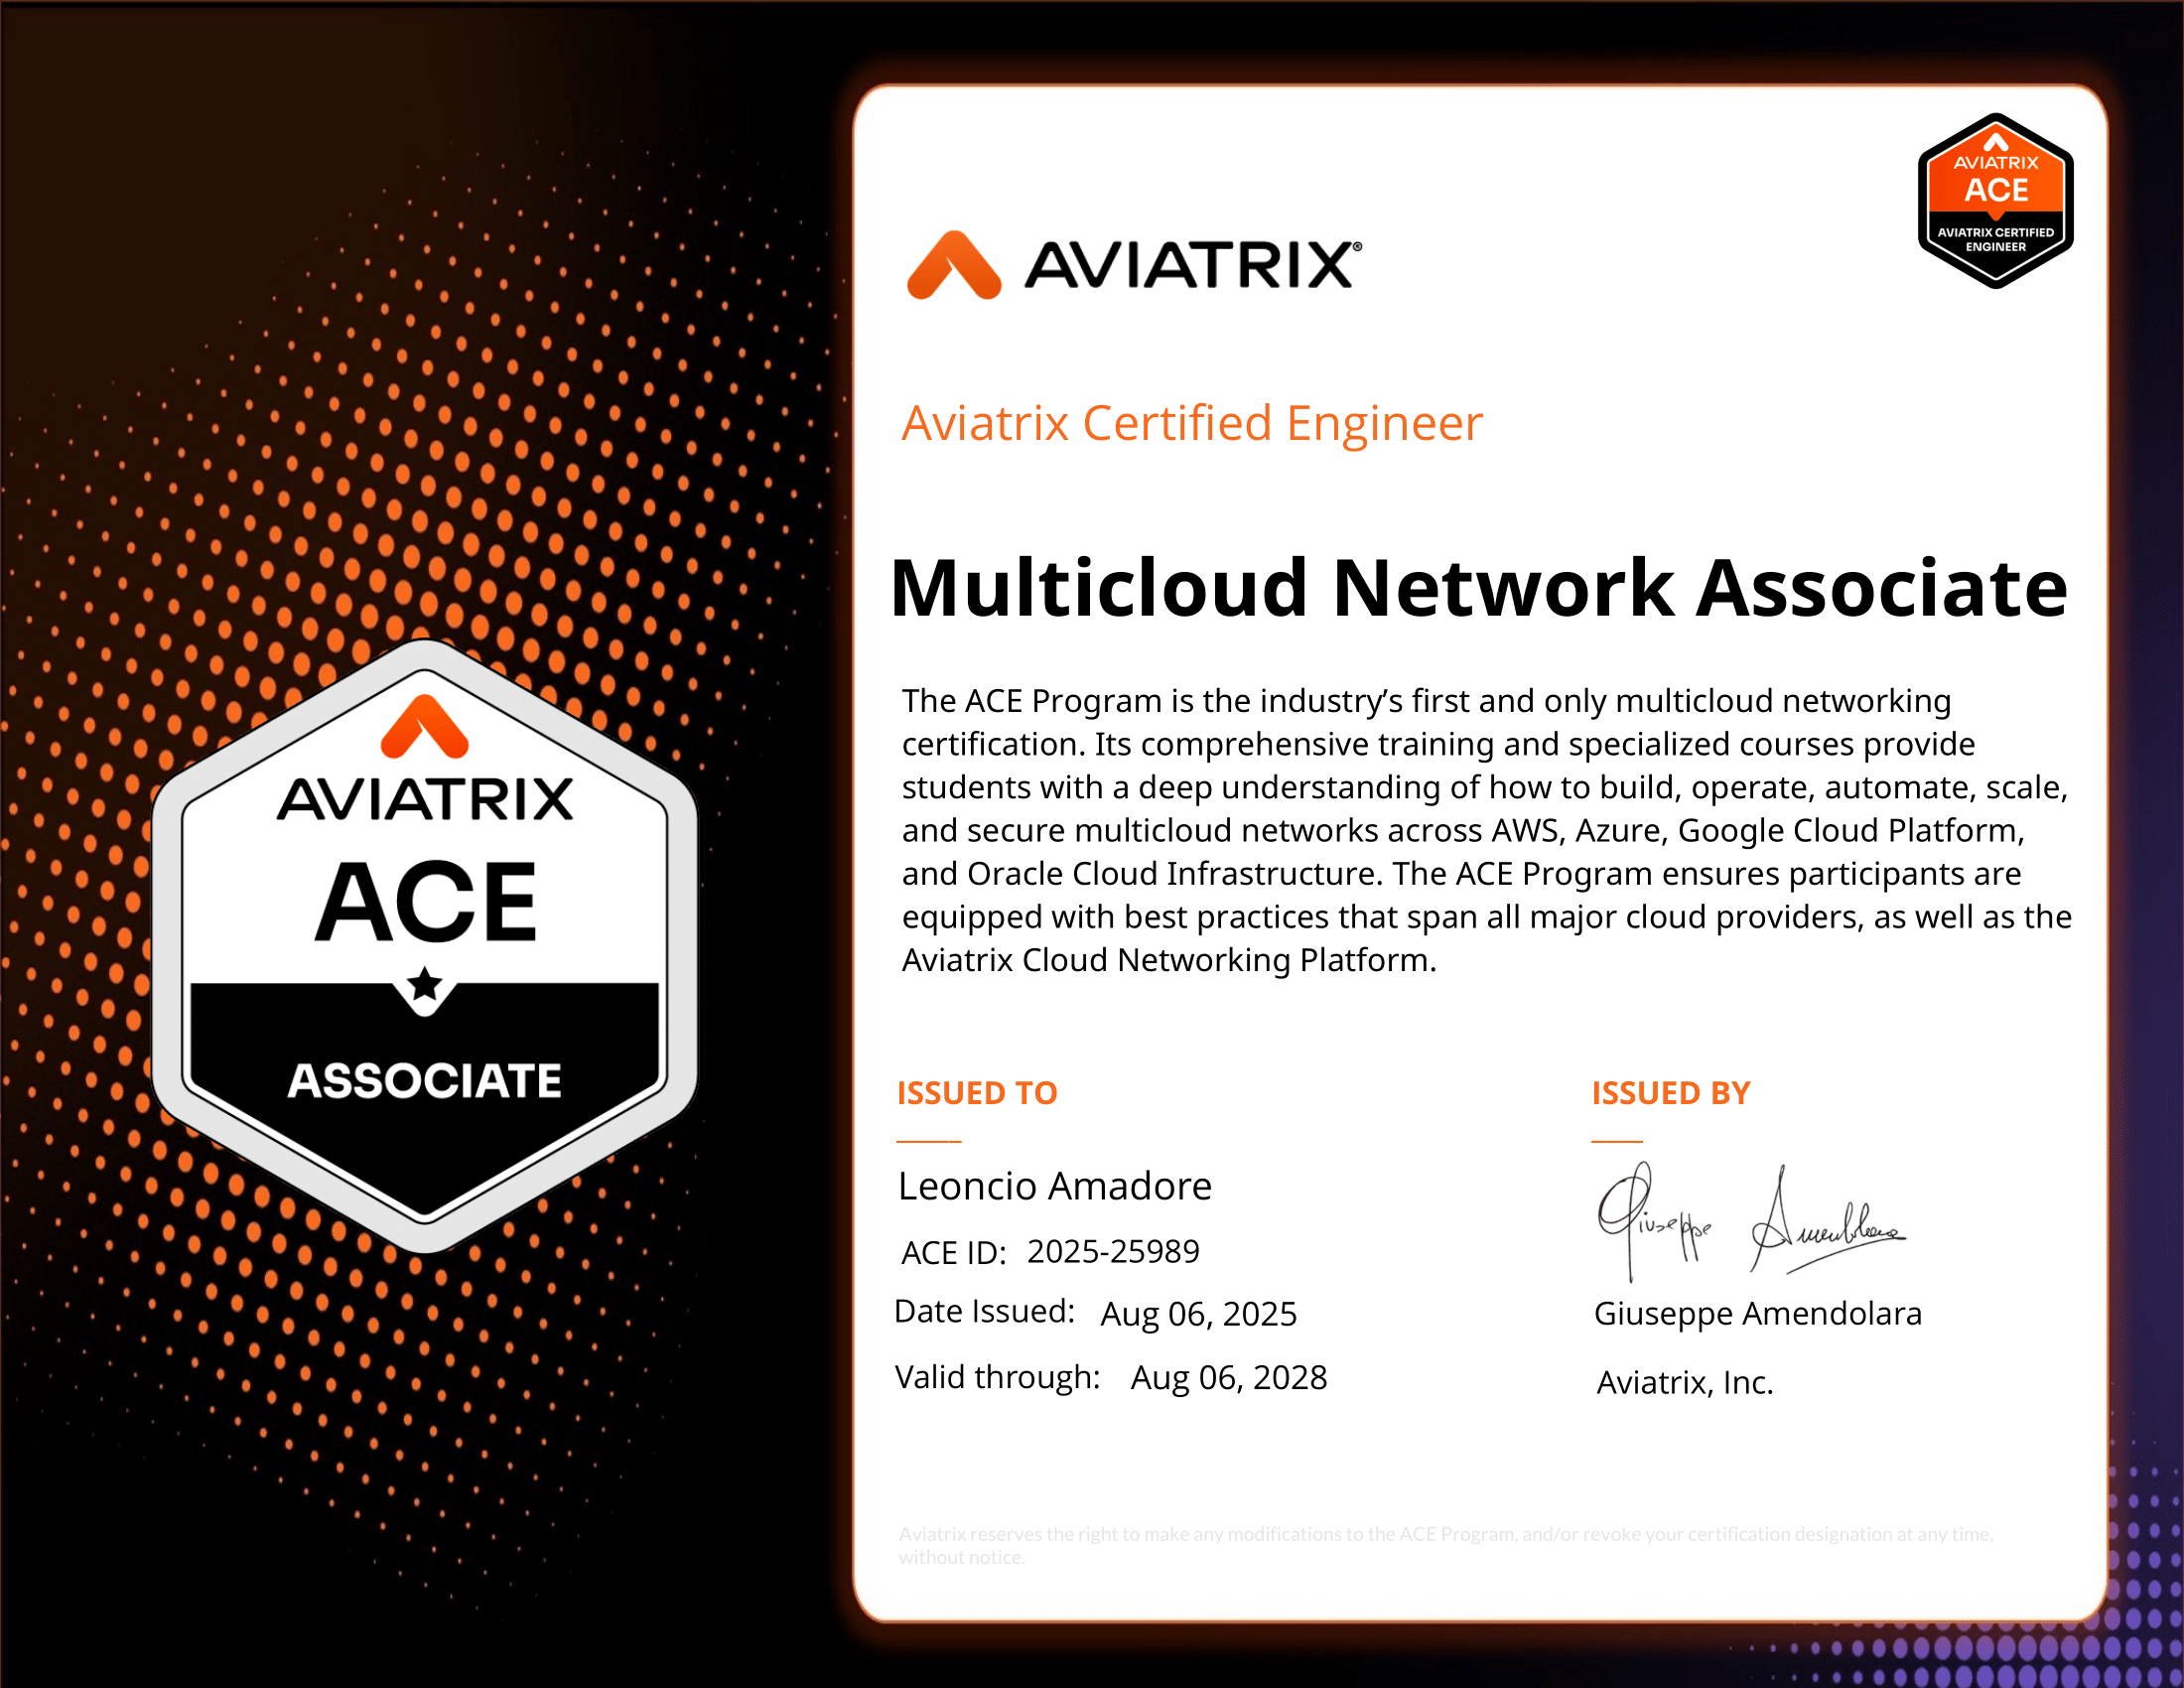 AVIATRIX
ACE
AVIATRIX CERTIFIED
ENGINEER
AVIATRIX®
Aviatrix Certified Engineer
Multicloud Network Associate
The ACE Program is the industry’s first and only multicloud networking
certification. Its comprehensive training and specialized courses provide
students with a deep understanding of how to build, operate, automate, scale,
and secure multicloud networks across AWS, Azure, Google Cloud Platform,
and Oracle Cloud Infrastructure. The ACE Program ensures participants are
equipped with best practices that span all major cloud providers, as well as the
Aviatrix Cloud Networking Platform.
AVIATRIX
ACE
ASSOCIATE
ISSUED TO
Leoncio Amadore
ACE ID: 2025-25989
Date Issued: Aug 06, 2025
Valid through: Aug 06, 2028
ISSUED BY
Giuseppe Amendolara
Giuseppe Amendolara
Aviatrix, Inc.
Aviatrix reserves the right to make any modifications to the ACE Program, and/or revoke your certification designation at any time,
without notice.